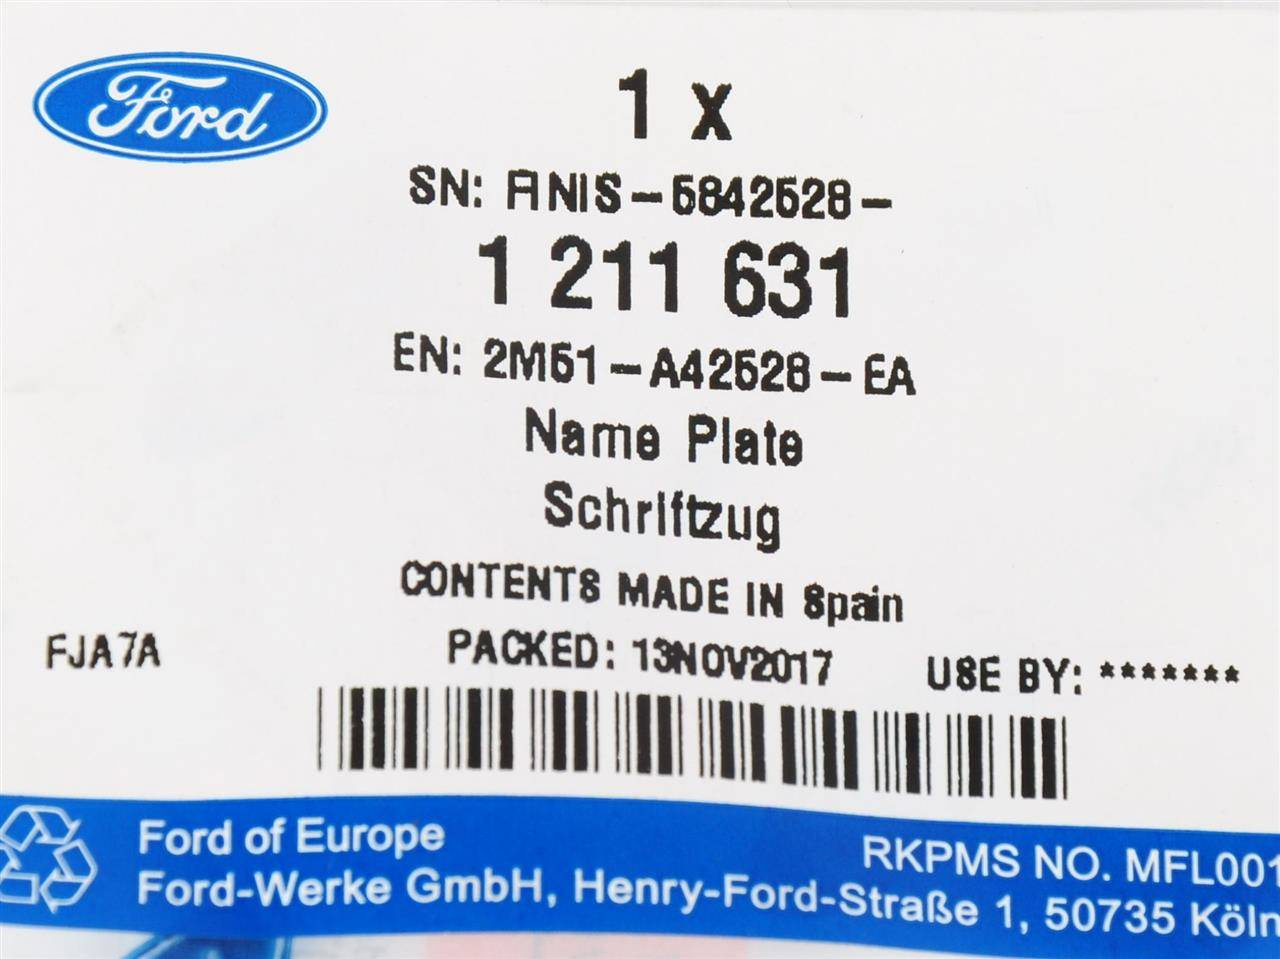 Ford
1 x
SN: FINIS-6842528-
1 211 631
EN: 2M51-A42528-EA
Name Plate
Schriftzug
CONTENTS MADE IN Spain
FJA7A
PACKED: 13NOV2017
USE BY: *******
Ford of Europe
RKPMS NO. MFL001
Ford-Werke GmbH, Henry-Ford-Straße 1, 50735 Köln